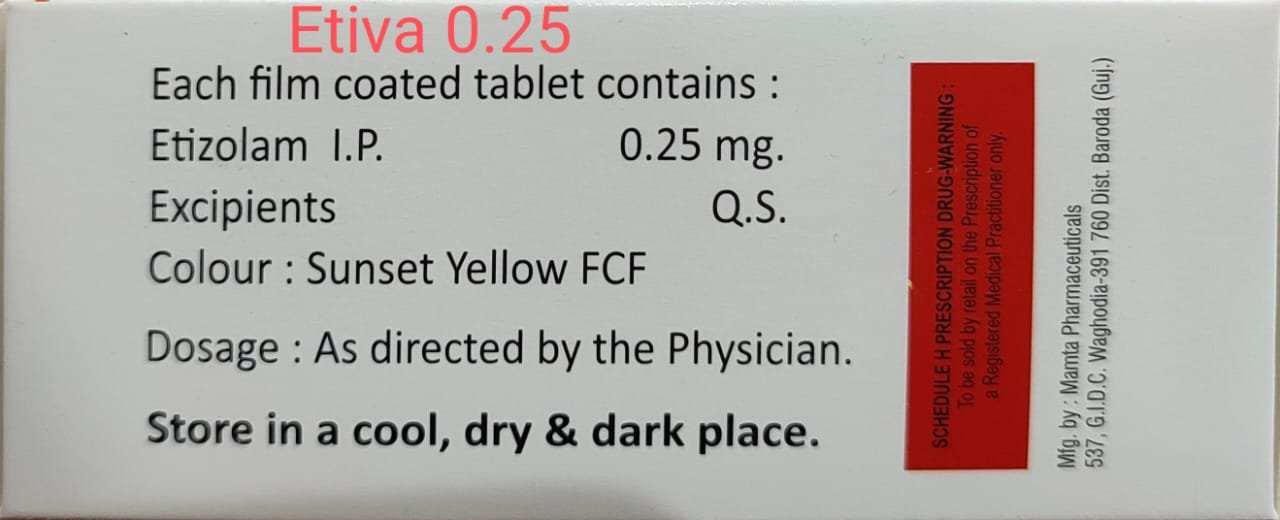 Etiva 0.25
Each film coated tablet contains :
Etizolam I.P. 0.25 mg.
Excipients Q.S.
Colour : Sunset Yellow FCF
Dosage : As directed by the Physician.
Store in a cool, dry & dark place.
SCHEDULE H PRESCRIPTION DRUG-WARNING :
To be sold by retail on the Prescription of
a Registered Medical Practitioner only.
Mfg. by : Mamta Pharmaceuticals
537, G.I.D.C. Waghodia-391 760 Dist. Baroda (Guj.)